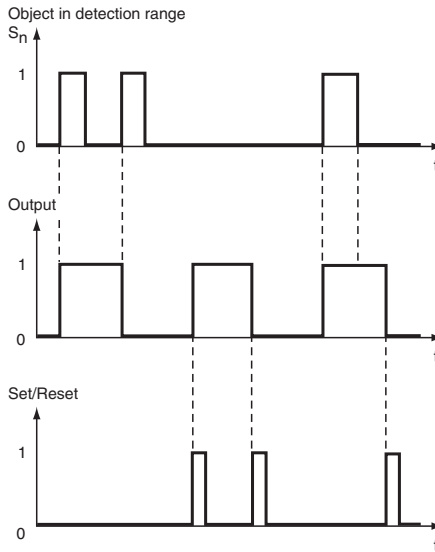 Object in detection range
Sn
1
0
t
Output
1
0
t
Set/Reset
1
0
t